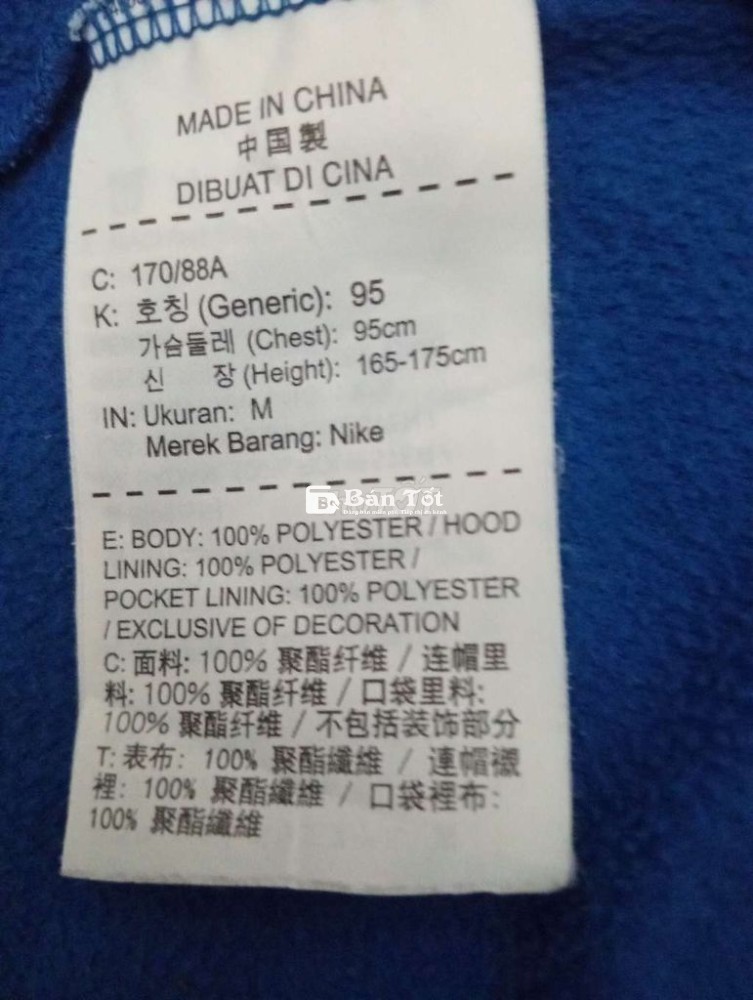 MADE IN CHINA
中国製
DIBUAT DI CINA
C: 170/88A
K: 호칭 (Generic): 95
가슴둘레 (Chest): 95cm
신 장 (Height): 165-175cm
IN: Ukuran: M
Merek Barang: Nike
Bán Tốt
E: BODY: 100% POLYESTER / HOOD
LINING: 100% POLYESTER /
POCKET LINING: 100% POLYESTER
/ EXCLUSIVE OF DECORATION
C: 面料: 100% 聚酯纤维 / 连帽里
料: 100% 聚酯纤维 / 口袋里料:
100% 聚酯纤维 / 不包括装饰部分
T: 表布: 100% 聚酯纖維 / 連帽襯
裡: 100% 聚酯纖維 / 口袋裡布:
100% 聚酯纖維